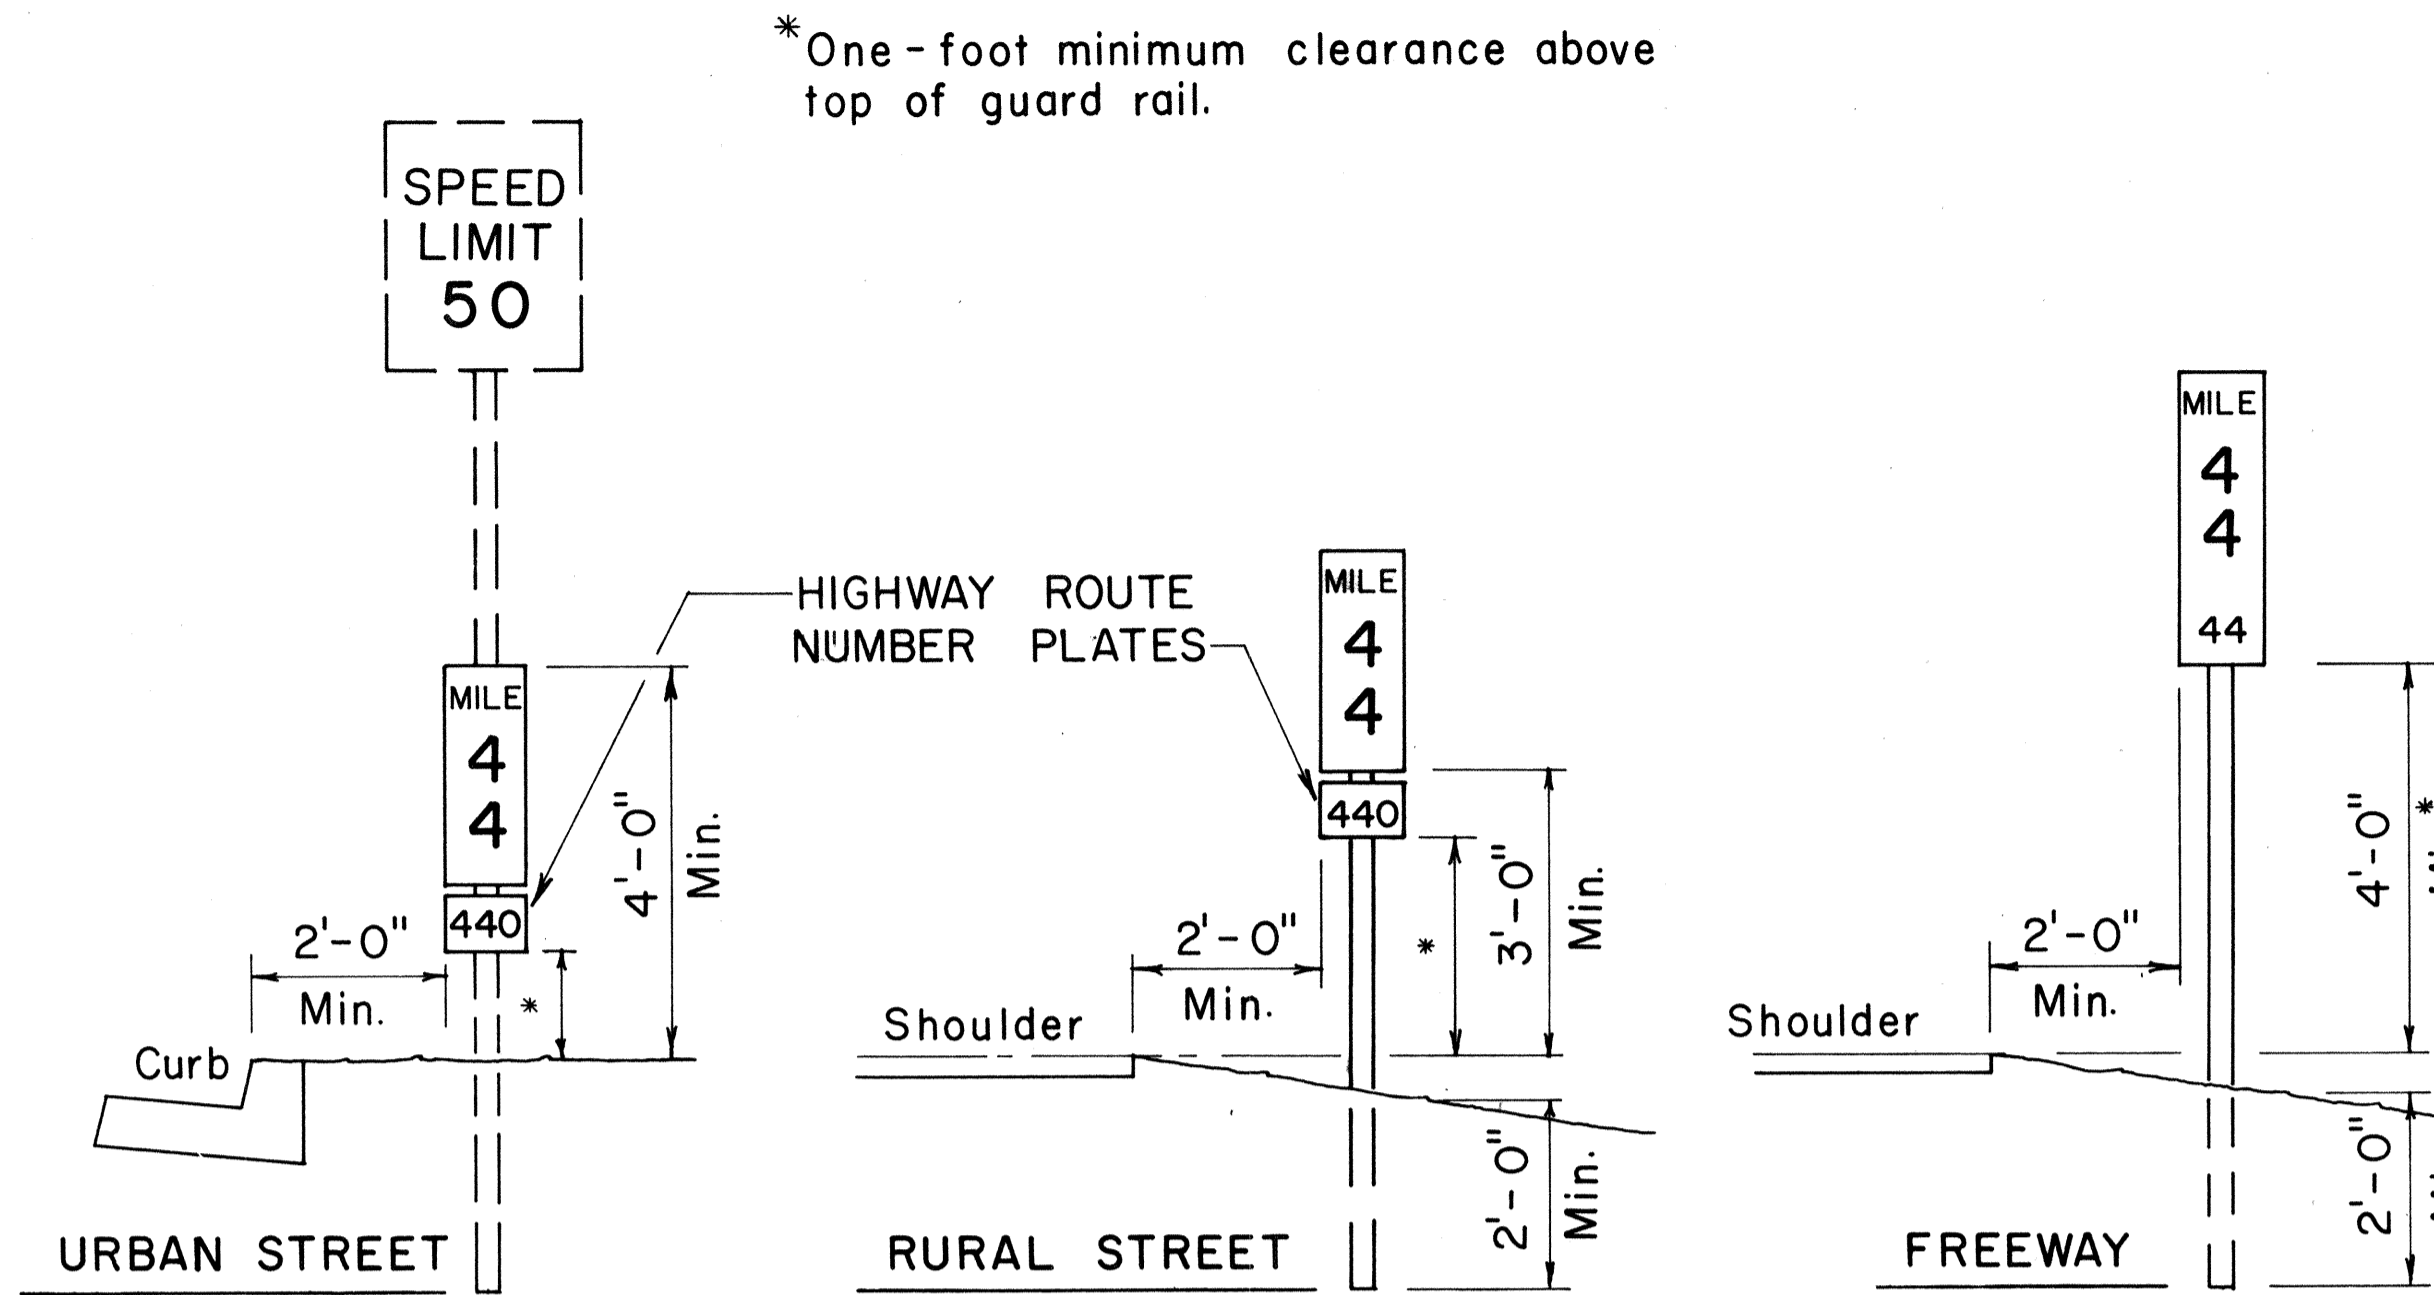 *One-foot minimum clearance above
top of guard rail.
SPEED
LIMIT
50
MILE
4
4
440
2'-0"
Min.
*
4'-0"
Min.
Curb
URBAN STREET
HIGHWAY ROUTE
NUMBER PLATES
MILE
4
4
440
2'-0"
Min.
*
3'-0"
Min.
Shoulder
2'-0"
Min.
RURAL STREET
MILE
4
4
44
4'-0"
*
2'-0"
Min.
Shoulder
2'-0"
FREEWAY